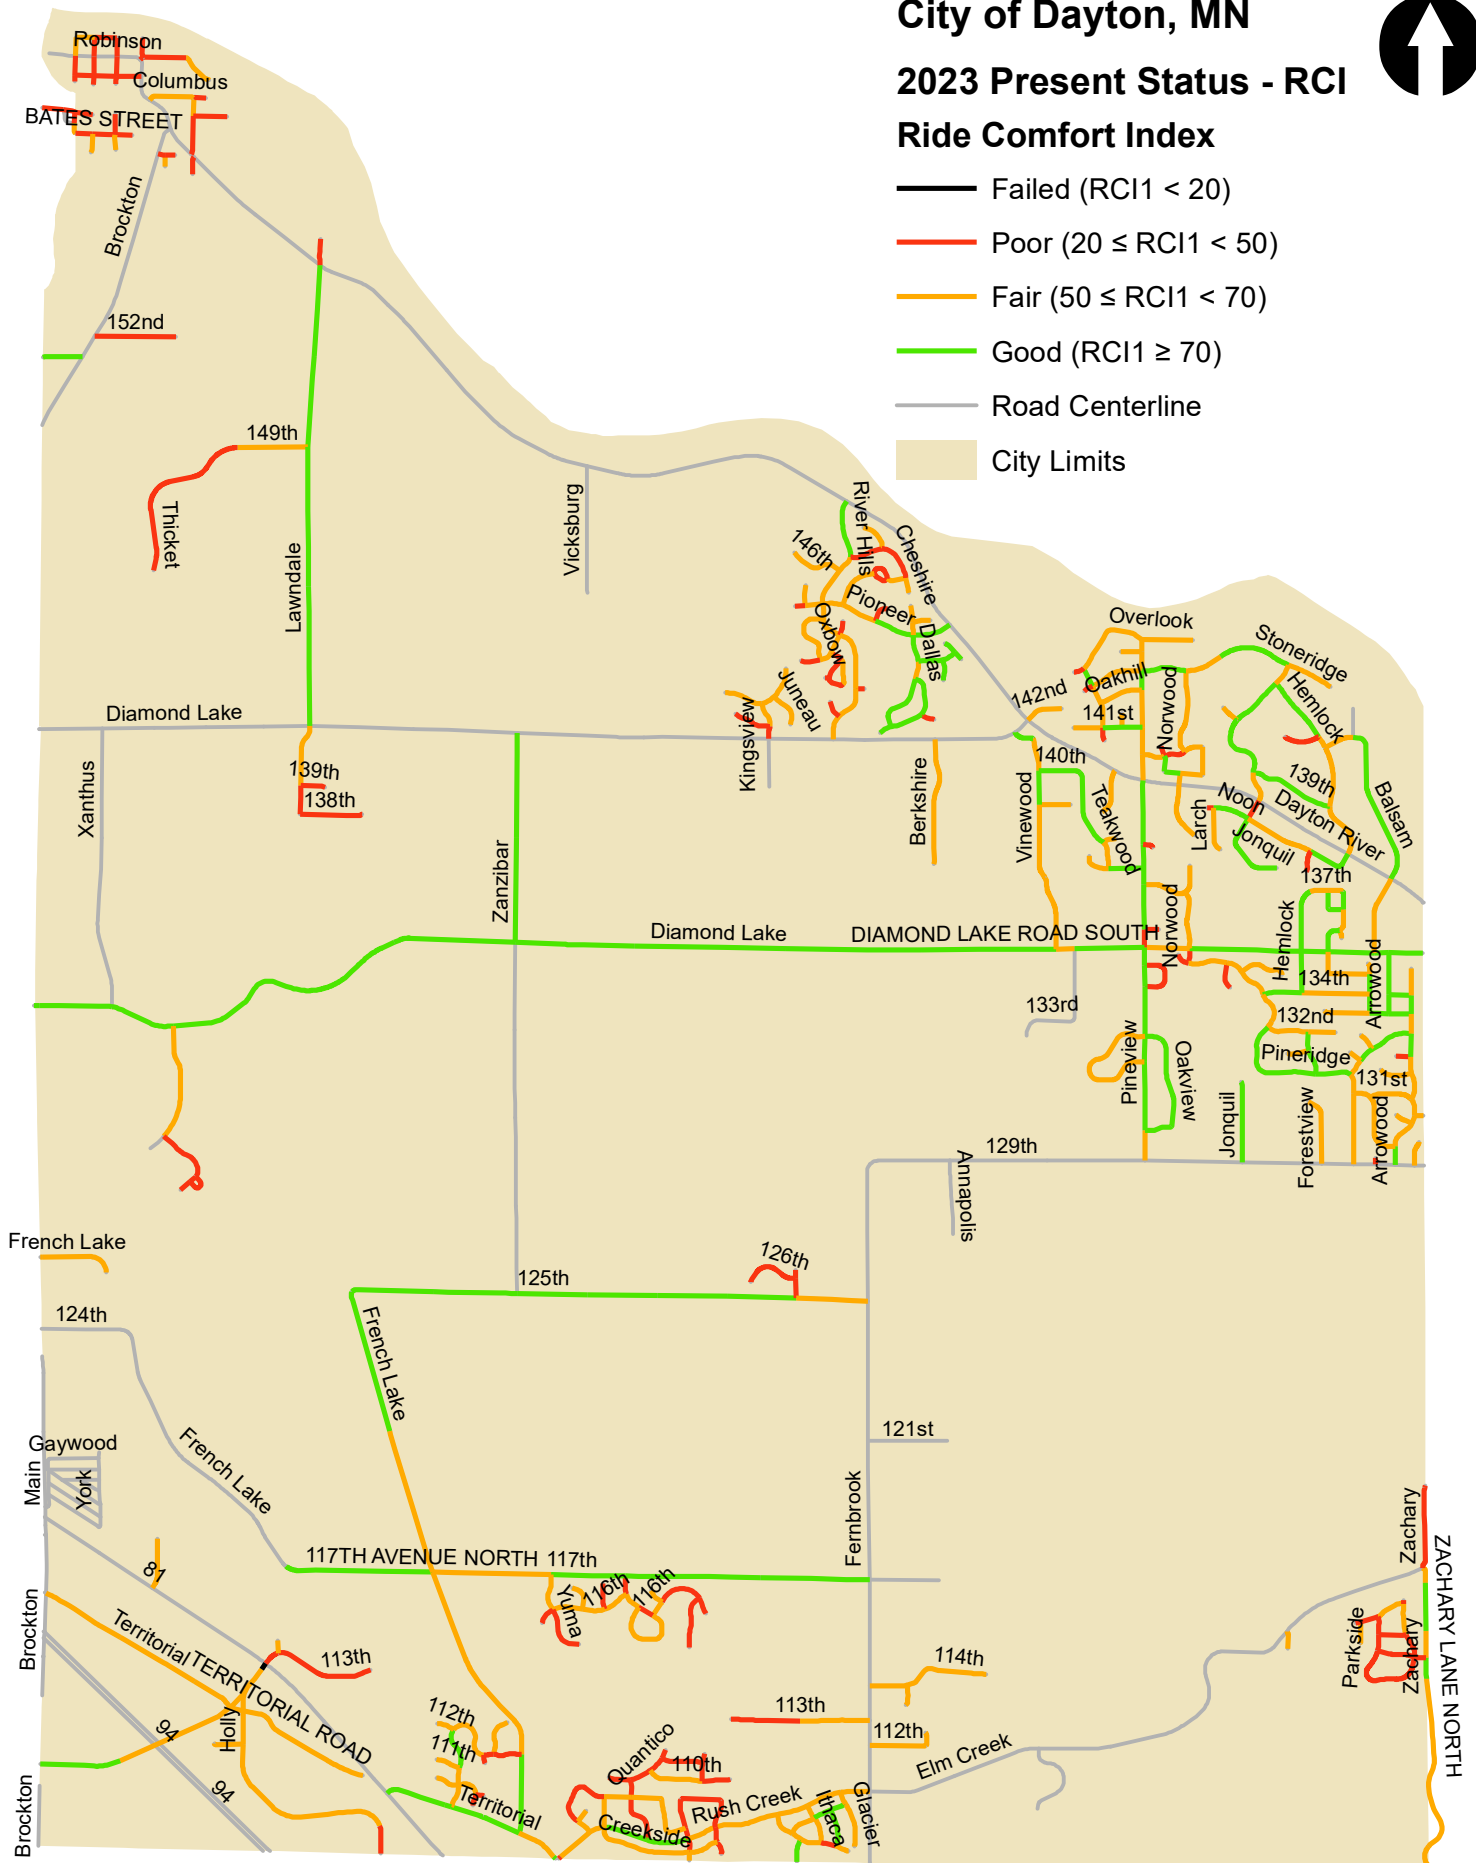 City of Dayton, MN
2023 Present Status - RCI
Ride Comfort Index
Failed (RCI1 < 20)
Poor (20 ≤ RCI1 < 50)
Fair (50 ≤ RCI1 < 70)
Good (RCI1 ≥ 70)
Road Centerline
City Limits
Robinson
Columbus
BATES STREET
Brockton
152nd
149th
Thicket
Lawndale
Vicksburg
River Hills
Cheshire
146th
Pioneer
Oxbow
Dallas
Juneau
Kingsview
Overlook
Stoneridge
Oakhill
Hemlock
142nd
141st
Norwood
Diamond Lake
Xanthus
139th
138th
Zanzibar
Berkshire
Vinewood
140th
Teakwood
Larch
Noon
139th
Dayton River
Balsam
Jonquil
137th
Diamond Lake
DIAMOND LAKE ROAD SOUTH
Norwood
Hemlock
134th
Arrowood
133rd
132nd
Pineview
Oakview
Pineridge
131st
Jonquil
Forestview
Arrowood
129th
Annapolis
French Lake
126th
125th
124th
French Lake
121st
Gaywood
Main
York
French Lake
Fernbrook
Zachary
117TH AVENUE NORTH
117th
ZACHARY LANE NORTH
81
Yuma
116th
116th
Brockton
Territorial
TERRITORIAL ROAD
113th
114th
Parkside
Zachary
Holly
94
112th
111th
113th
112th
Quantico
110th
Elm Creek
94
Territorial
Creekside
Rush Creek
Ithaca
Glacier
Brockton